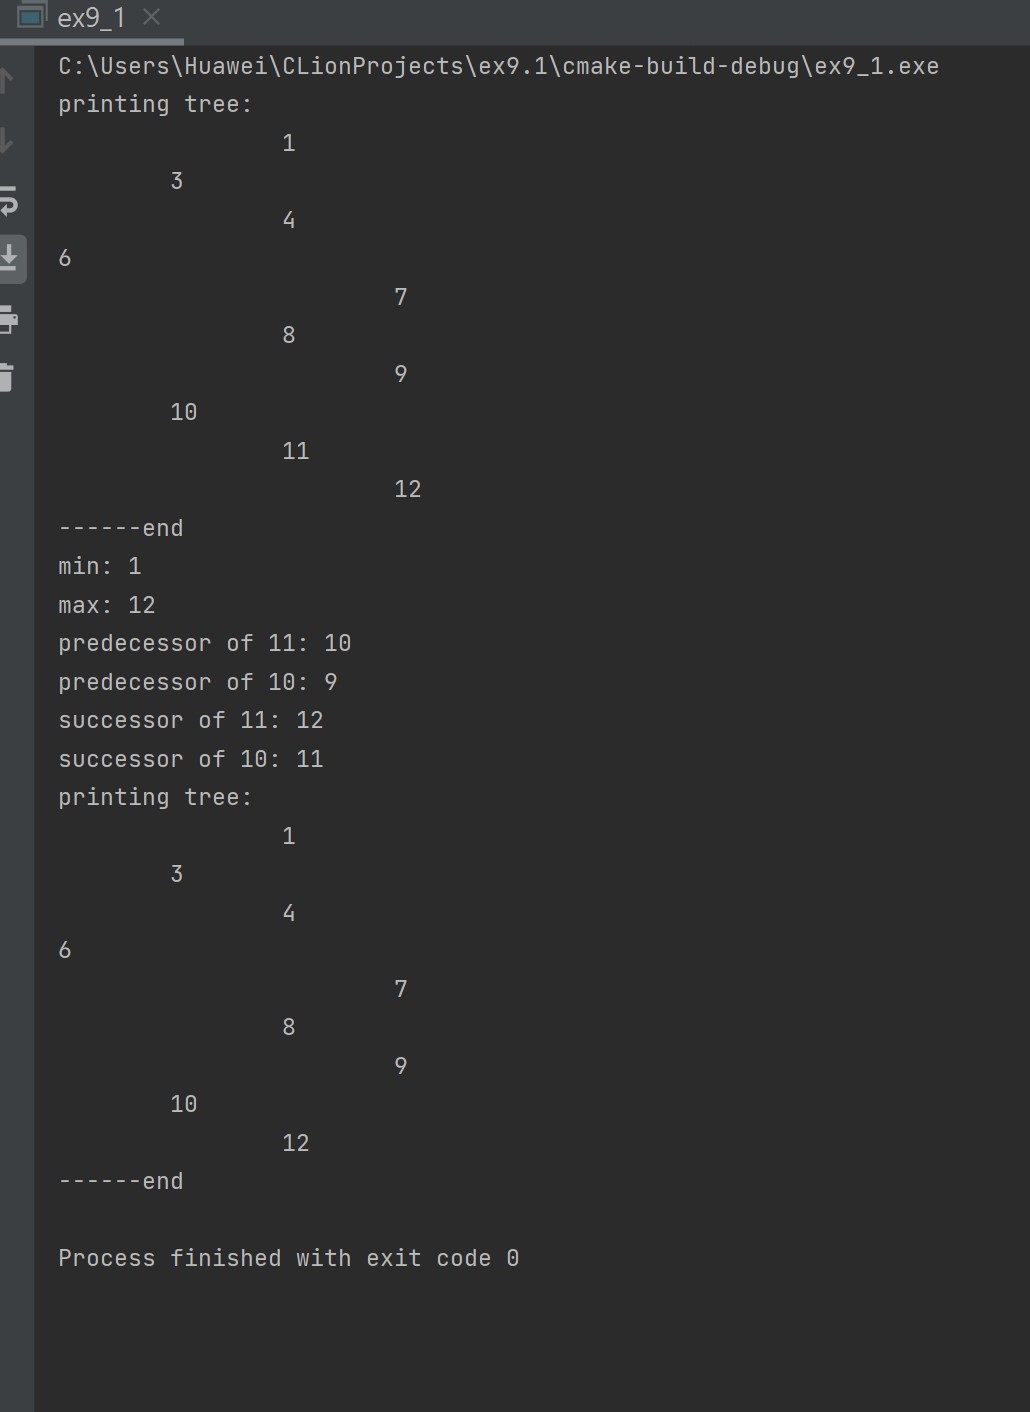 ex9_1
C:\Users\Huawei\CLionProjects\ex9.1\cmake-build-debug\ex9_1.exe
printing tree:
                1
        3
                4
6
                        7
                8
                        9
        10
                11
                        12
------end
min: 1
max: 12
predecessor of 11: 10
predecessor of 10: 9
successor of 11: 12
successor of 10: 11
printing tree:
                1
        3
                4
6
                        7
                8
                        9
        10
                12
------end
Process finished with exit code 0